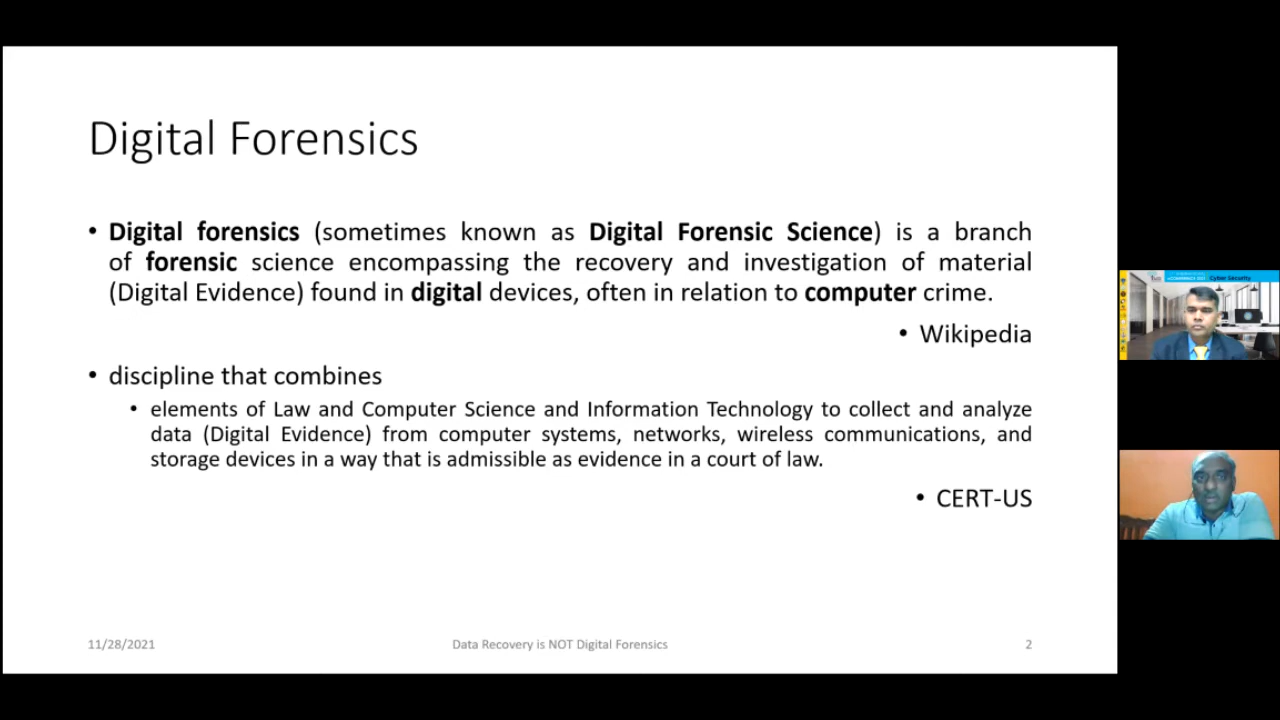 Digital Forensics
• Digital forensics (sometimes known as Digital Forensic Science) is a branch
of forensic science encompassing the recovery and investigation of material
(Digital Evidence) found in digital devices, often in relation to computer crime.
• Wikipedia
• discipline that combines
• elements of Law and Computer Science and Information Technology to collect and analyze
data (Digital Evidence) from computer systems, networks, wireless communications, and
storage devices in a way that is admissible as evidence in a court of law.
• CERT-US
11/28/2021
Data Recovery is NOT Digital Forensics
2
Cyber Security